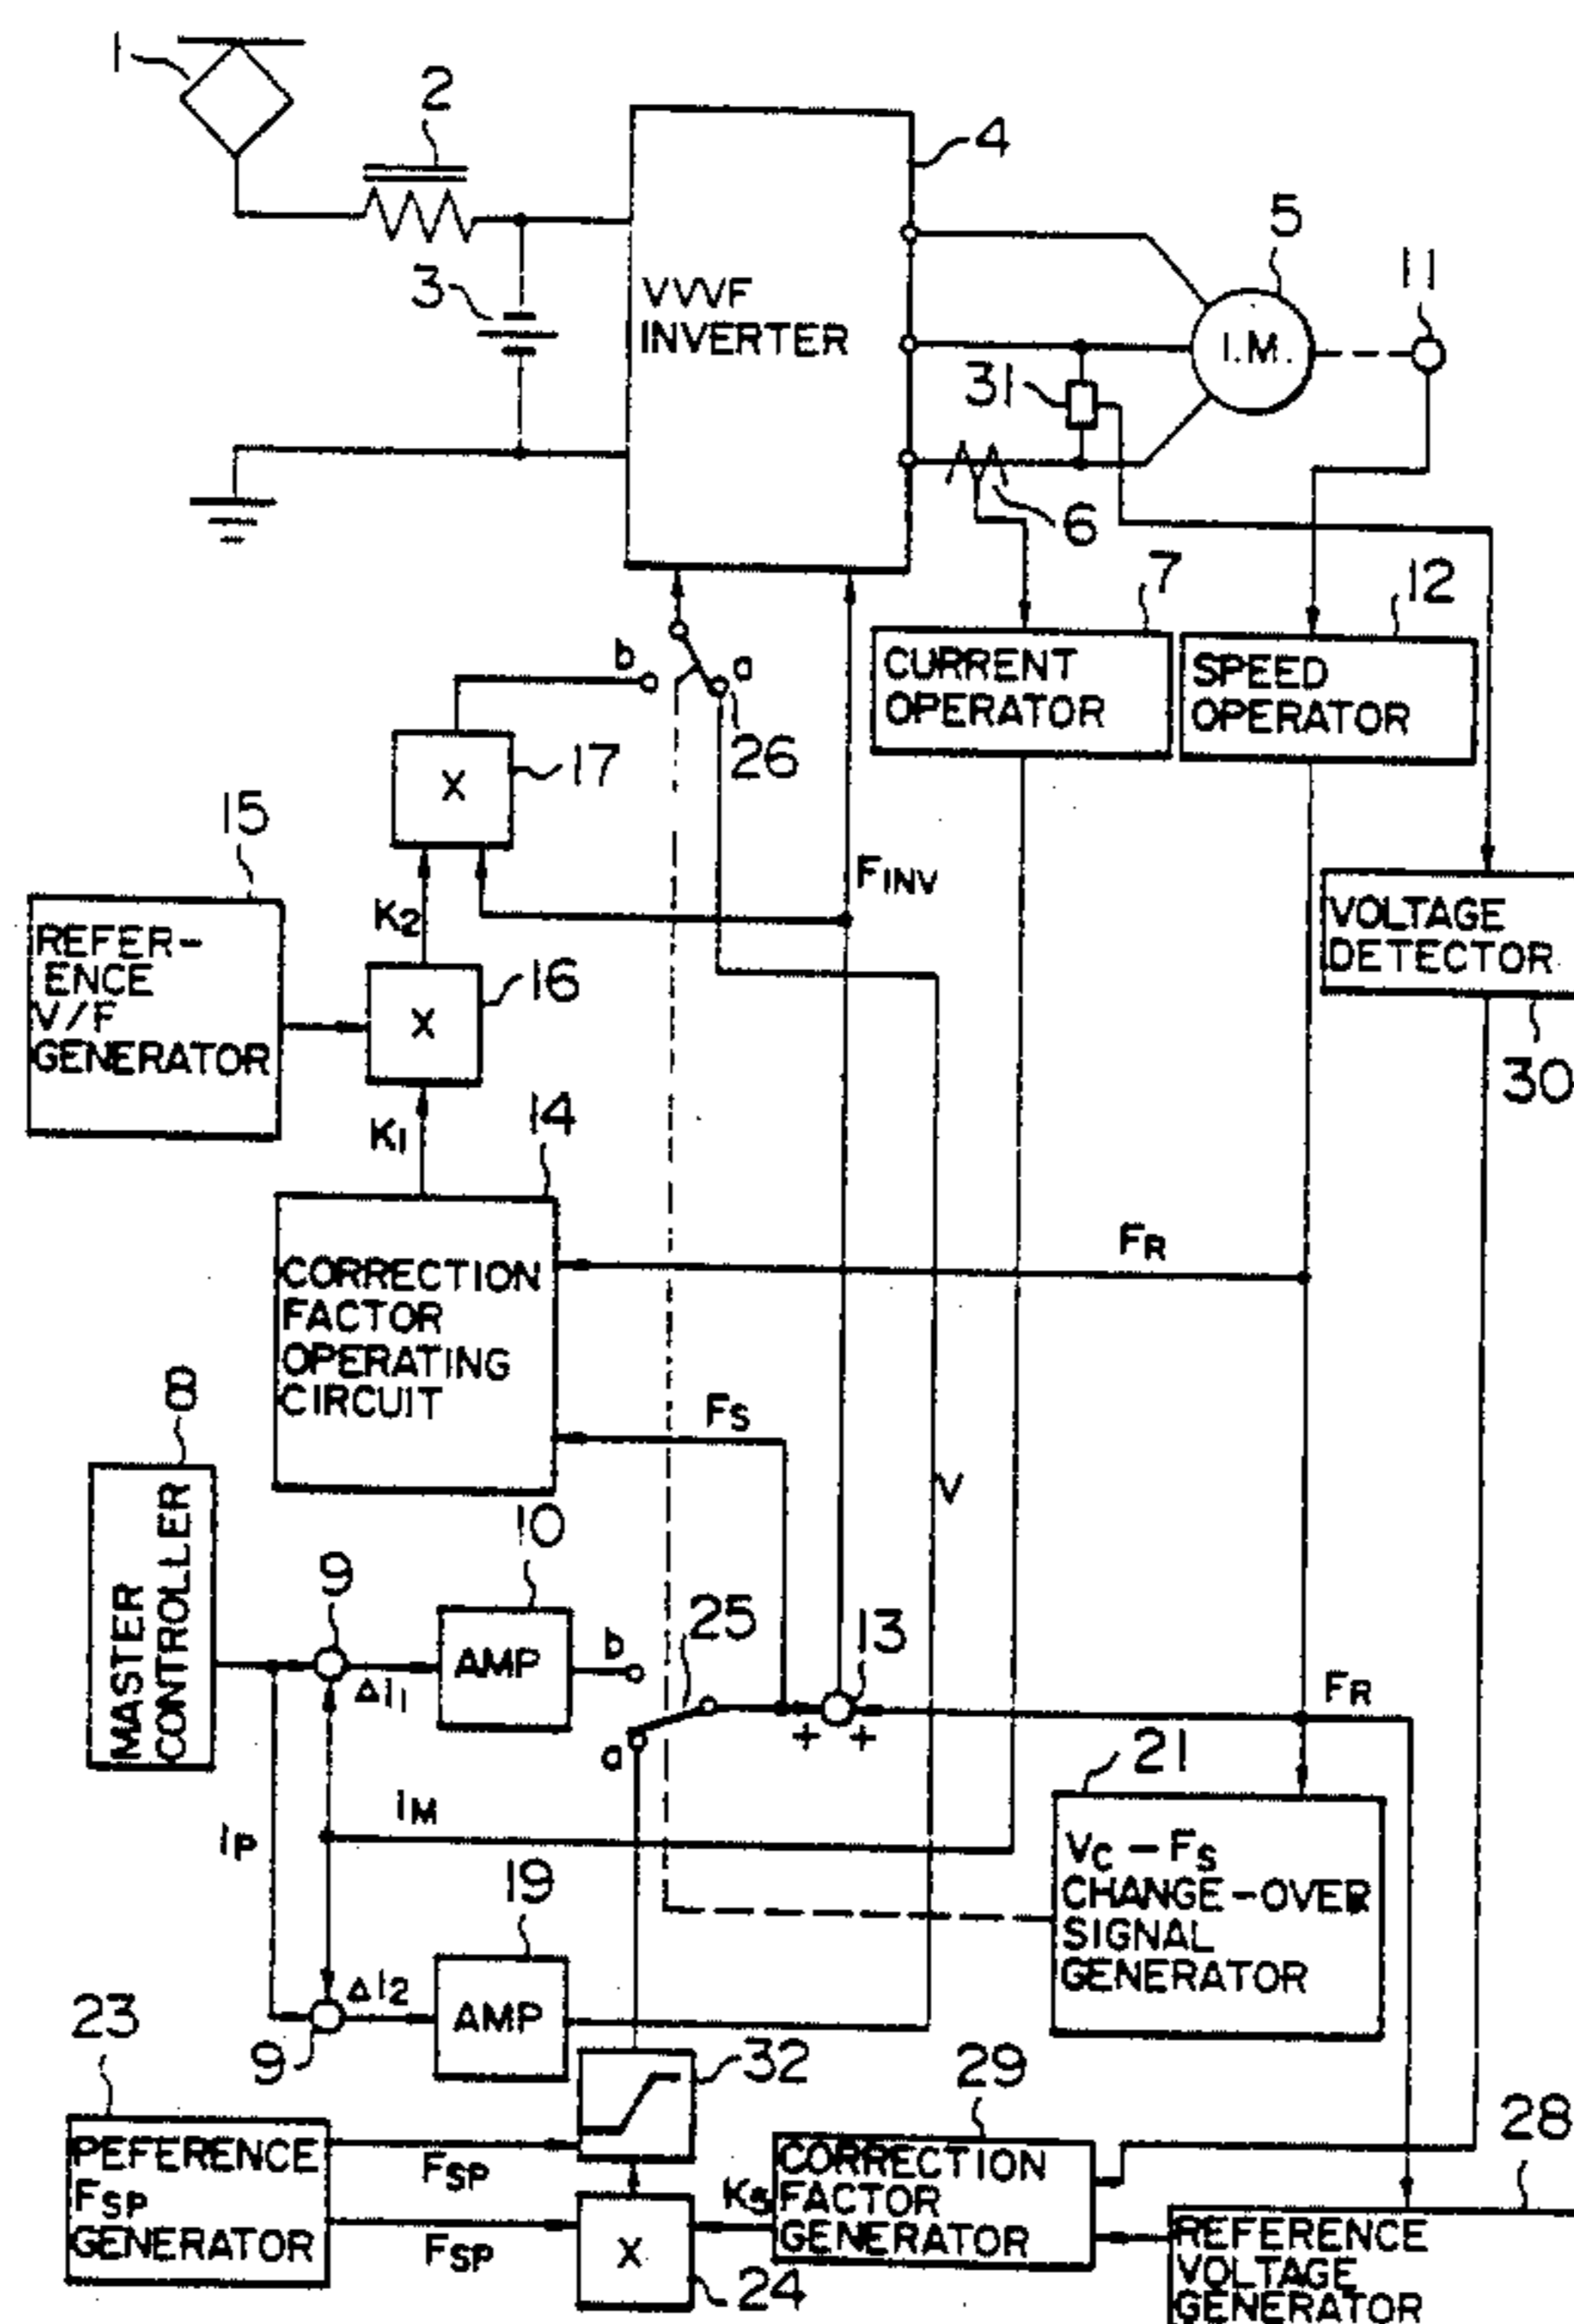 1
2
4
5
11
3
VVVF
INVERTER
I.M.
31
6
7
12
b
a
CURRENT
OPERATOR
SPEED
OPERATOR
X
17
26
15
FINV
K2
REFER-
ENCE
V/F
GENERATOR
16
X
VOLTAGE
DETECTOR
30
K1
14
FR
CORRECTION
FACTOR
OPERATING
CIRCUIT
8
FS
V
MASTER
CONTROLLER
10
9
AMP
b
25
13
ΔI1
FR
a
+
+
21
IM
IP
VC-FS
CHANGE-OVER
SIGNAL
GENERATOR
19
ΔI2
AMP
9
23
32
29
28
PEFERENCE
FSP
GENERATOR
FSP
FSP
X
24
K5
CORRECTION
FACTOR
GENERATOR
REFERENCE
VOLTAGE
GENERATOR